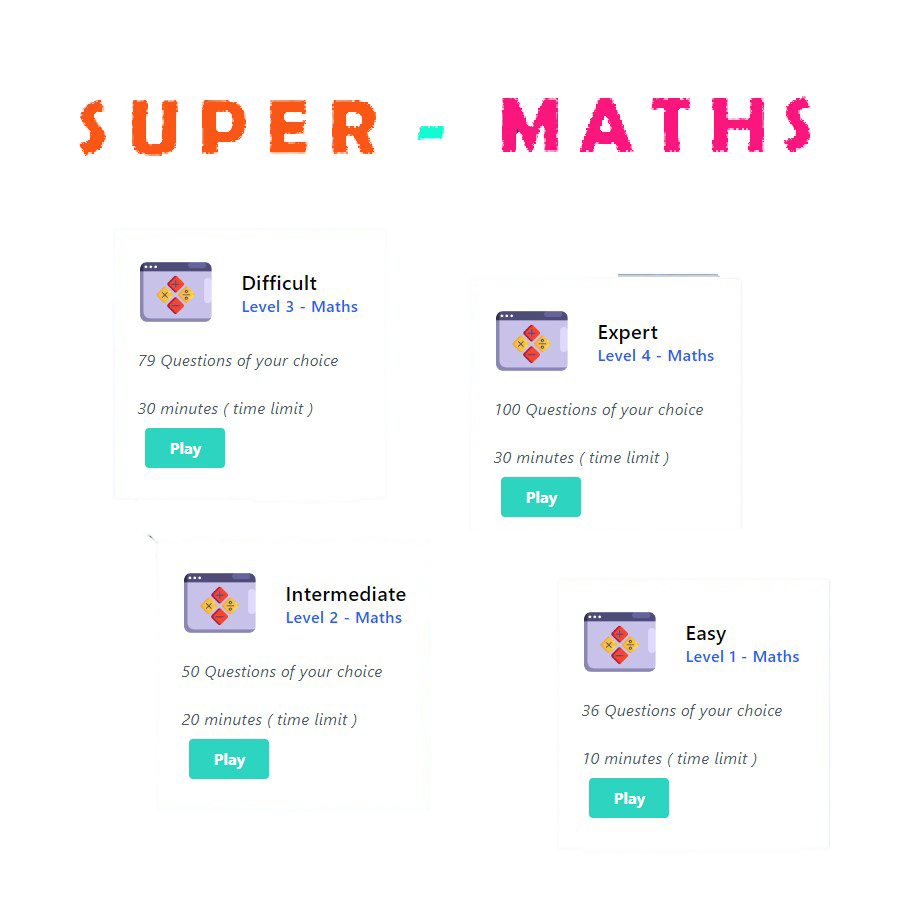 SUPER - MATHS
Difficult
Level 3 - Maths
79 Questions of your choice
30 minutes ( time limit )
Play
Expert
Level 4 - Maths
100 Questions of your choice
30 minutes ( time limit )
Play
Intermediate
Level 2 - Maths
50 Questions of your choice
20 minutes ( time limit )
Play
Easy
Level 1 - Maths
36 Questions of your choice
10 minutes ( time limit )
Play